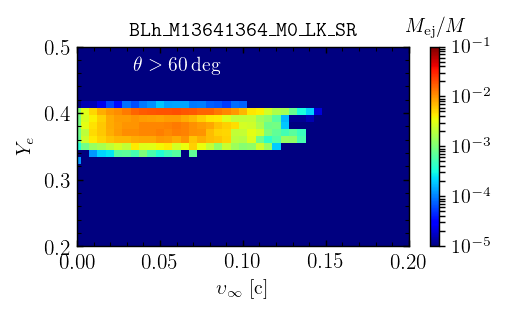 BLh_M13641364_M0_LK_SR
M_ej/M
θ > 60 deg
0.5
0.4
0.3
0.2
Y_e
0.00 0.05 0.10 0.15 0.20
υ_∞ [c]
10^−1
10^−2
10^−3
10^−4
10^−5